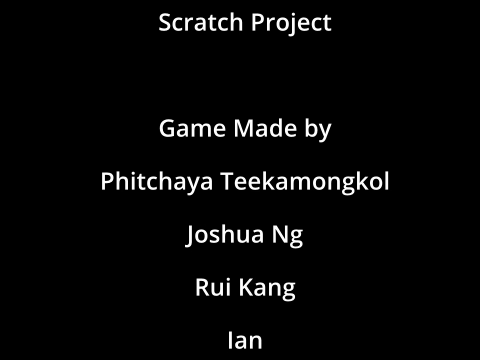 Scratch Project
Game Made by
Phitchaya Teekamongkol
Joshua Ng
Rui Kang
Ian